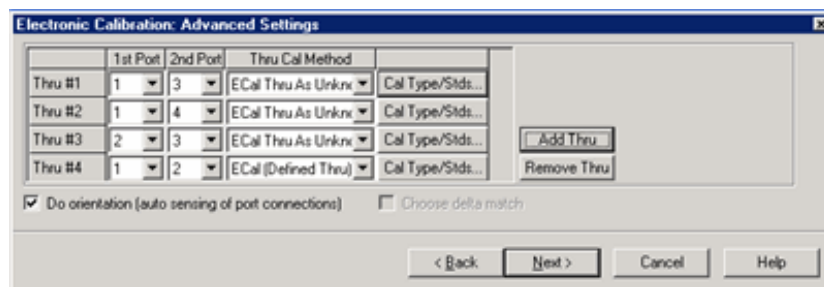 Electronic Calibration: Advanced Settings
1st Port 2nd Port Thru Cal Method
Thru #1 1 3 ECal Thru As Unkno Cal Type/Stds...
Thru #2 1 4 ECal Thru As Unkno Cal Type/Stds...
Thru #3 2 3 ECal Thru As Unkno Cal Type/Stds... Add Thru
Thru #4 1 2 ECal (Defined Thru) Cal Type/Stds... Remove Thru
Do orientation (auto sensing of port connections) Choose delta match
< Back Next > Cancel Help